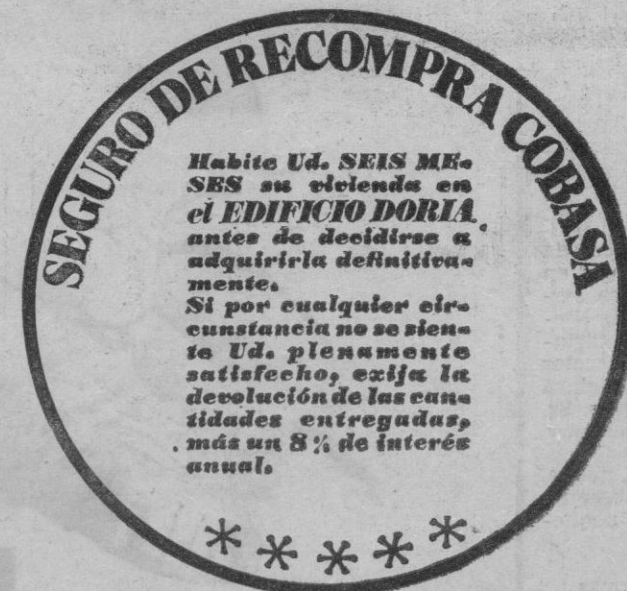 SEGURO DE RECOMPRA COBASA
Habite Ud. SEIS ME-
SES su vivienda en
el EDIFICIO DORIA
antes de decidirse a
adquirirla definitiva-
mente.
Si por cualquier cir-
cunstancia no se sien-
te Ud. plenamente
satisfecho, exija la
devolución de las can-
tidades entregadas,
más un 8% de interés
anual.
* * * * *